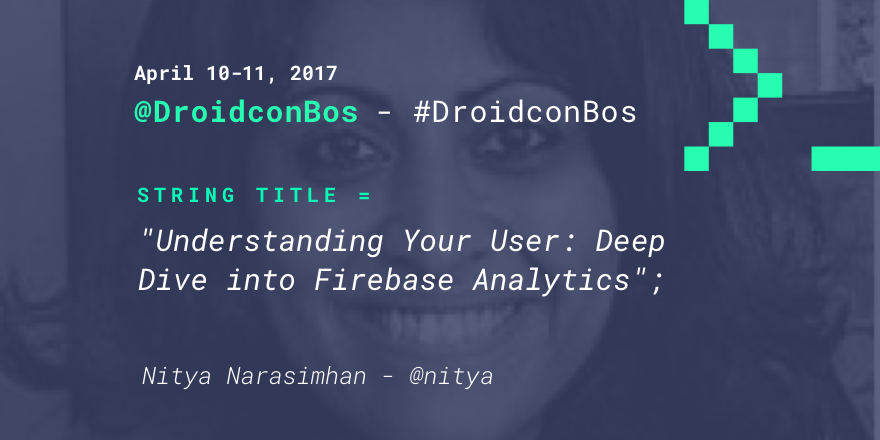 April 10-11, 2017
@DroidconBos - #DroidconBos
STRING TITLE =
"Understanding Your User: Deep
Dive into Firebase Analytics";
Nitya Narasimhan - @nitya